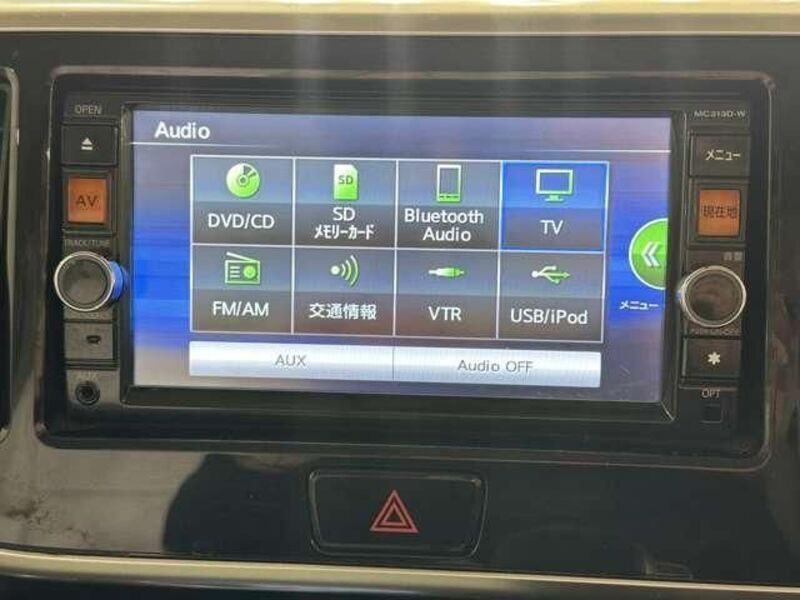 OPEN
MC313D-W
Audio
メニュー
AV
現在地
DVD/CD
SD
メモリーカード
Bluetooth
Audio
TV
TRACK/TUNE
FM/AM
交通情報
VTR
USB/iPod
メニュー
AUX
Audio OFF
OPT